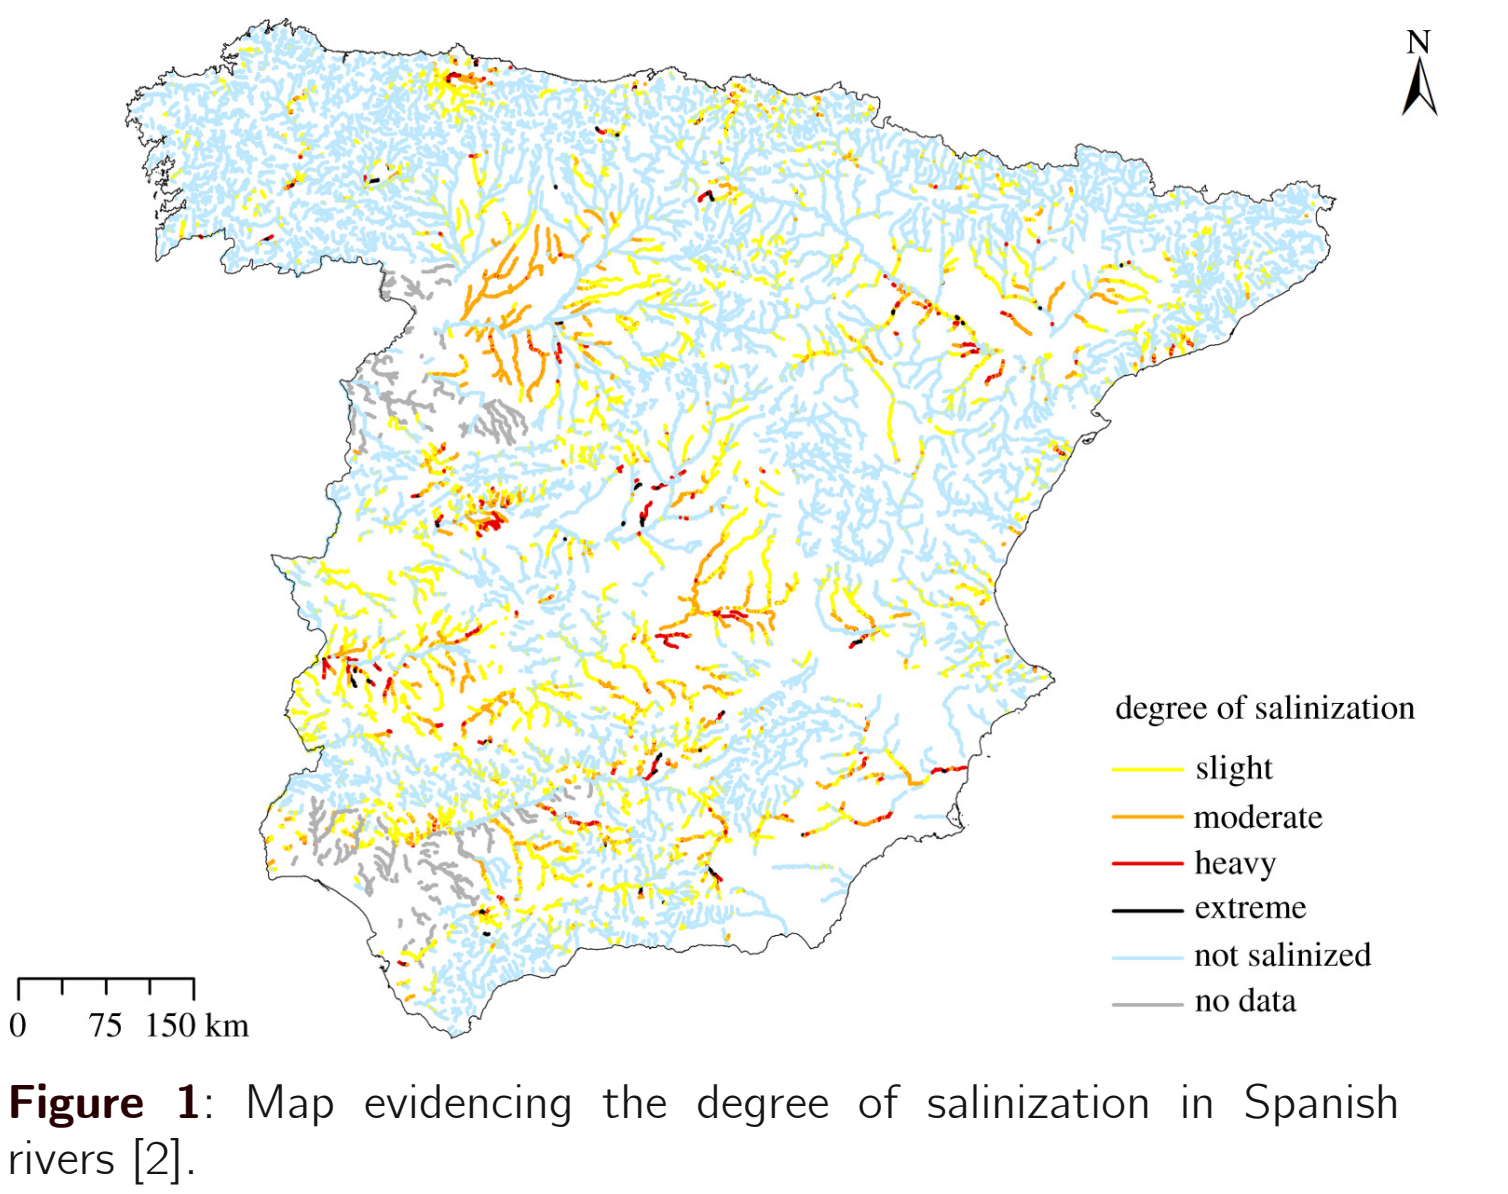 N
degree of salinization
slight
moderate
heavy
extreme
not salinized
no data
0 75 150 km
Figure 1: Map evidencing the degree of salinization in Spanish
rivers [2].